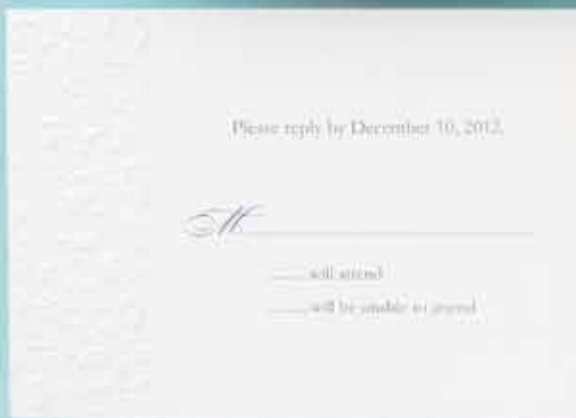 Please reply by December 10, 2012.
M
will attend
will be unable to attend